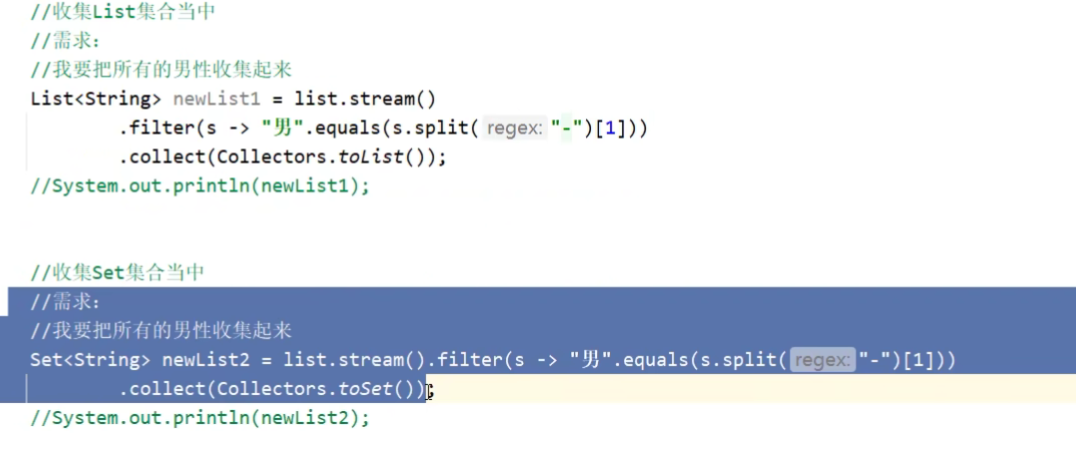 //收集List集合当中
//需求:
//我要把所有的男性收集起来
List<String> newList1 = list.stream()
.filter(s -> "男".equals(s.split( regex: "-")[1]))
.collect(Collectors.toList());
//System.out.println(newList1);
//收集Set集合当中
//需求:
//我要把所有的男性收集起来
Set<String> newList2 = list.stream().filter(s -> "男".equals(s.split( regex: "-")[1]))
.collect(Collectors.toSet());
//System.out.println(newList2);